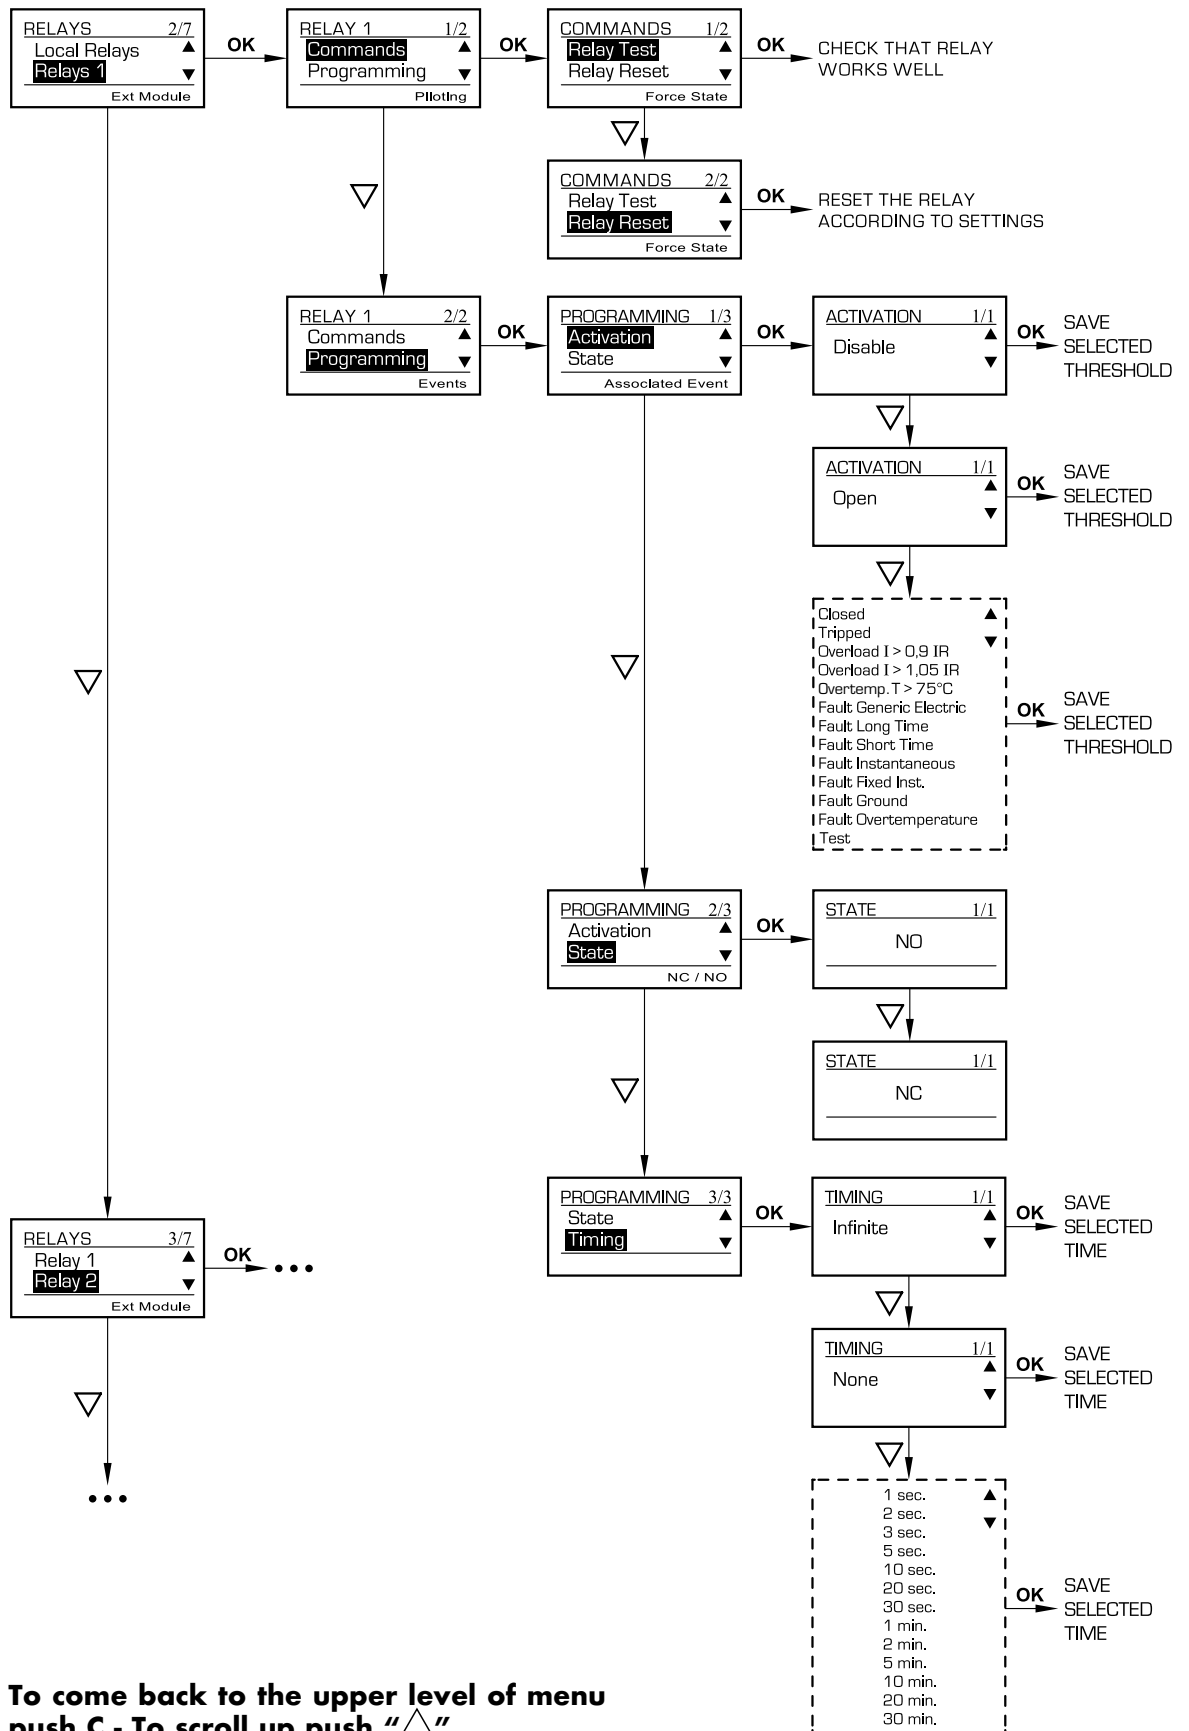 RELAYS 2/7
Local Relays
Relays 1
Ext Module
OK
RELAY 1 1/2
Commands
Programming
Piloting
OK
COMMANDS 1/2
Relay Test
Relay Reset
Force State
OK
CHECK THAT RELAY
WORKS WELL
COMMANDS 2/2
Relay Test
Relay Reset
Force State
OK
RESET THE RELAY
ACCORDING TO SETTINGS
RELAY 1 2/2
Commands
Programming
Events
OK
PROGRAMMING 1/3
Activation
State
Associated Event
OK
ACTIVATION 1/1
Disable
OK
SAVE
SELECTED
THRESHOLD
ACTIVATION 1/1
Open
OK
SAVE
SELECTED
THRESHOLD
Closed
Tripped
Overload I > 0,9 IR
Overload I > 1,05 IR
Overtemp. T > 75°C
Fault Generic Electric
Fault Long Time
Fault Short Time
Fault Instantaneous
Fault Fixed Inst.
Fault Ground
Fault Overtemperature
Test
OK
SAVE
SELECTED
THRESHOLD
PROGRAMMING 2/3
Activation
State
NC / NO
OK
STATE 1/1
NO
STATE 1/1
NC
PROGRAMMING 3/3
State
Timing
OK
TIMING 1/1
Infinite
OK
SAVE
SELECTED
TIME
RELAYS 3/7
Relay 1
Relay 2
Ext Module
OK
•••
TIMING 1/1
None
OK
SAVE
SELECTED
TIME
•••
1 sec.
2 sec.
3 sec.
5 sec.
10 sec.
20 sec.
30 sec.
1 min.
2 min.
5 min.
10 min.
20 min.
30 min.
OK
SAVE
SELECTED
TIME
To come back to the upper level of menu
push C - To scroll up push “△”